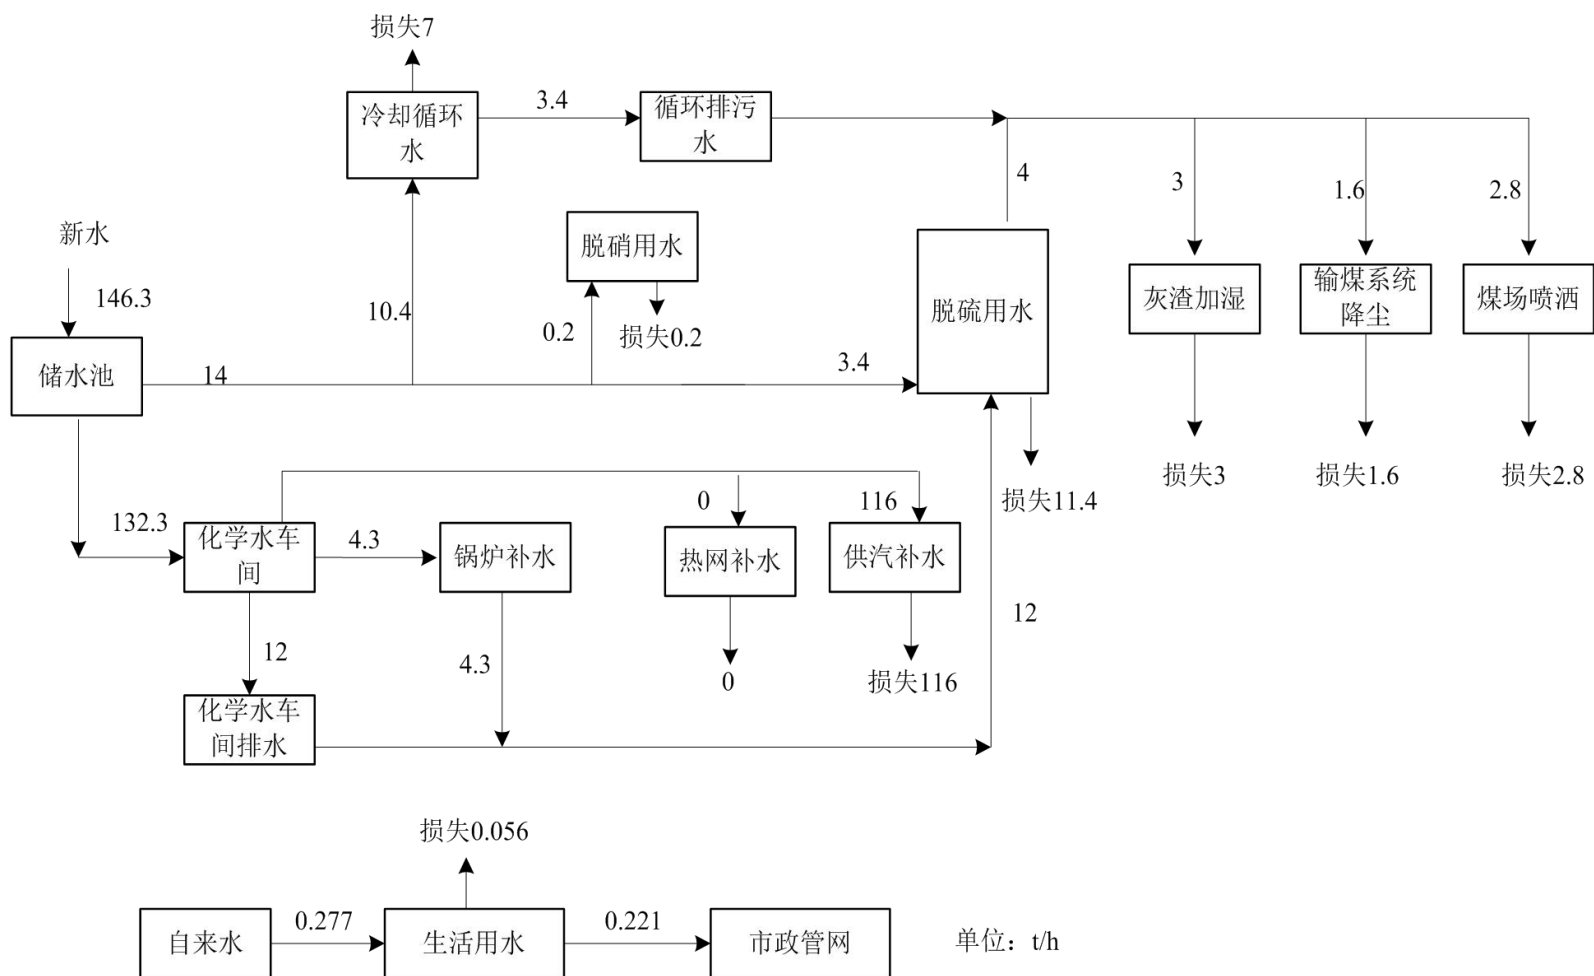 损失7
冷却循环
水
3.4
循环排污
水
4
3
1.6
2.8
新水
146.3
储水池
14
10.4
脱硝用水
0.2
损失0.2
3.4
脱硫用水
灰渣加湿
输煤系统
降尘
煤场喷洒
损失11.4
损失3
损失1.6
损失2.8
132.3
化学水车
间
4.3
锅炉补水
0
热网补水
116
供汽补水
12
12
4.3
0
损失116
化学水车
间排水
损失0.056
自来水
0.277
生活用水
0.221
市政管网
单位：t/h